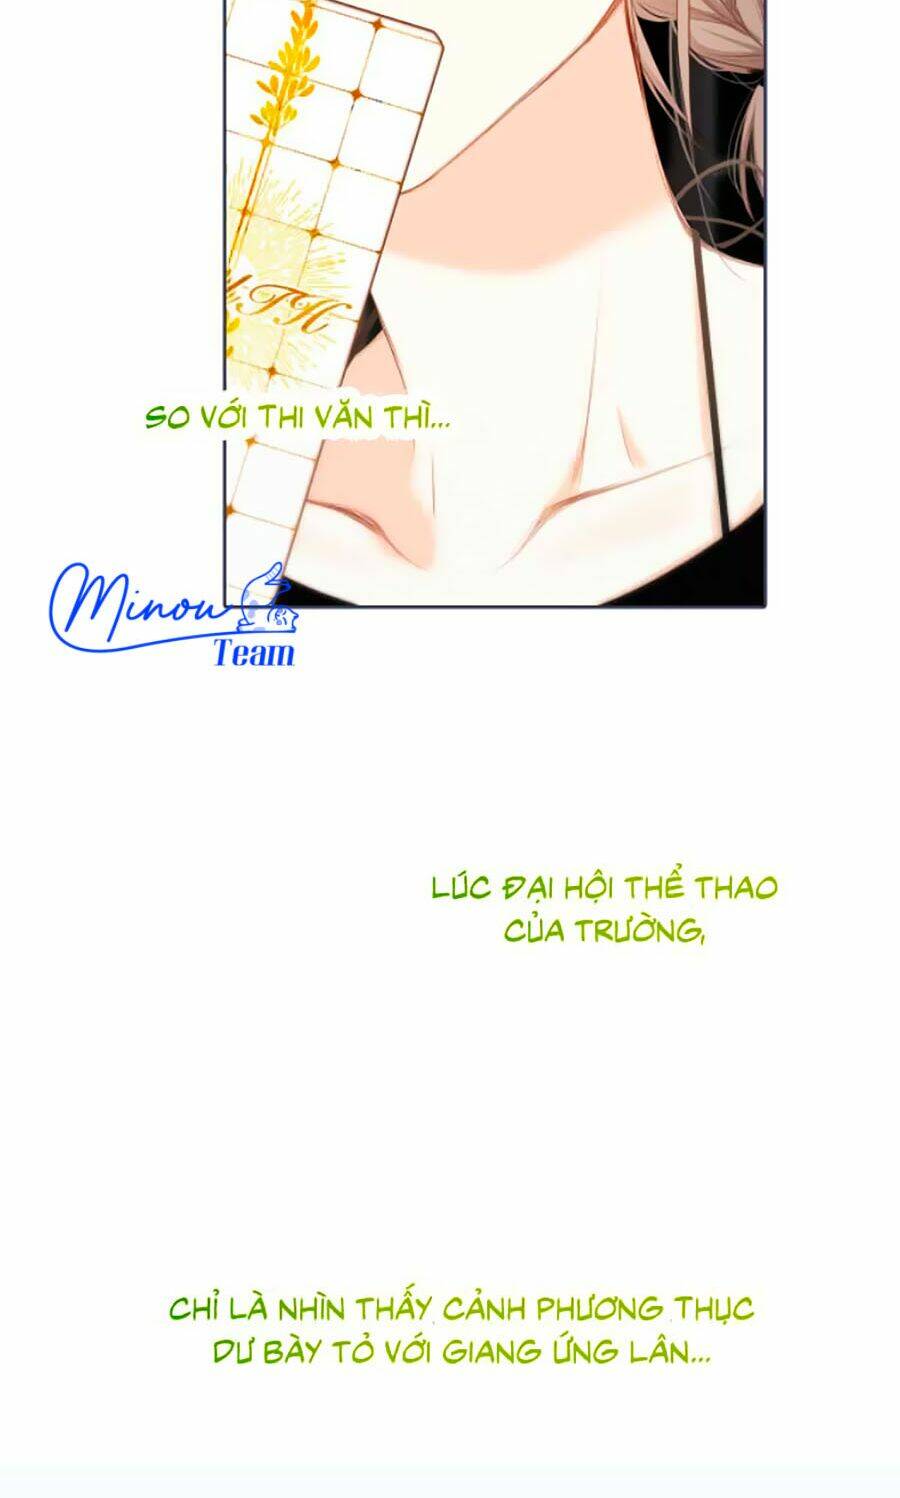 JTH
SO VỚI THI VĂN THÌ...
Minou
Team
LÚC ĐẠI HỘI THỂ THAO
CỦA TRƯỜNG,
CHỈ LÀ NHÌN THẤY CẢNH PHƯƠNG THỤC
DƯ BÀY TỎ VỚI GIANG ỨNG LÂN...